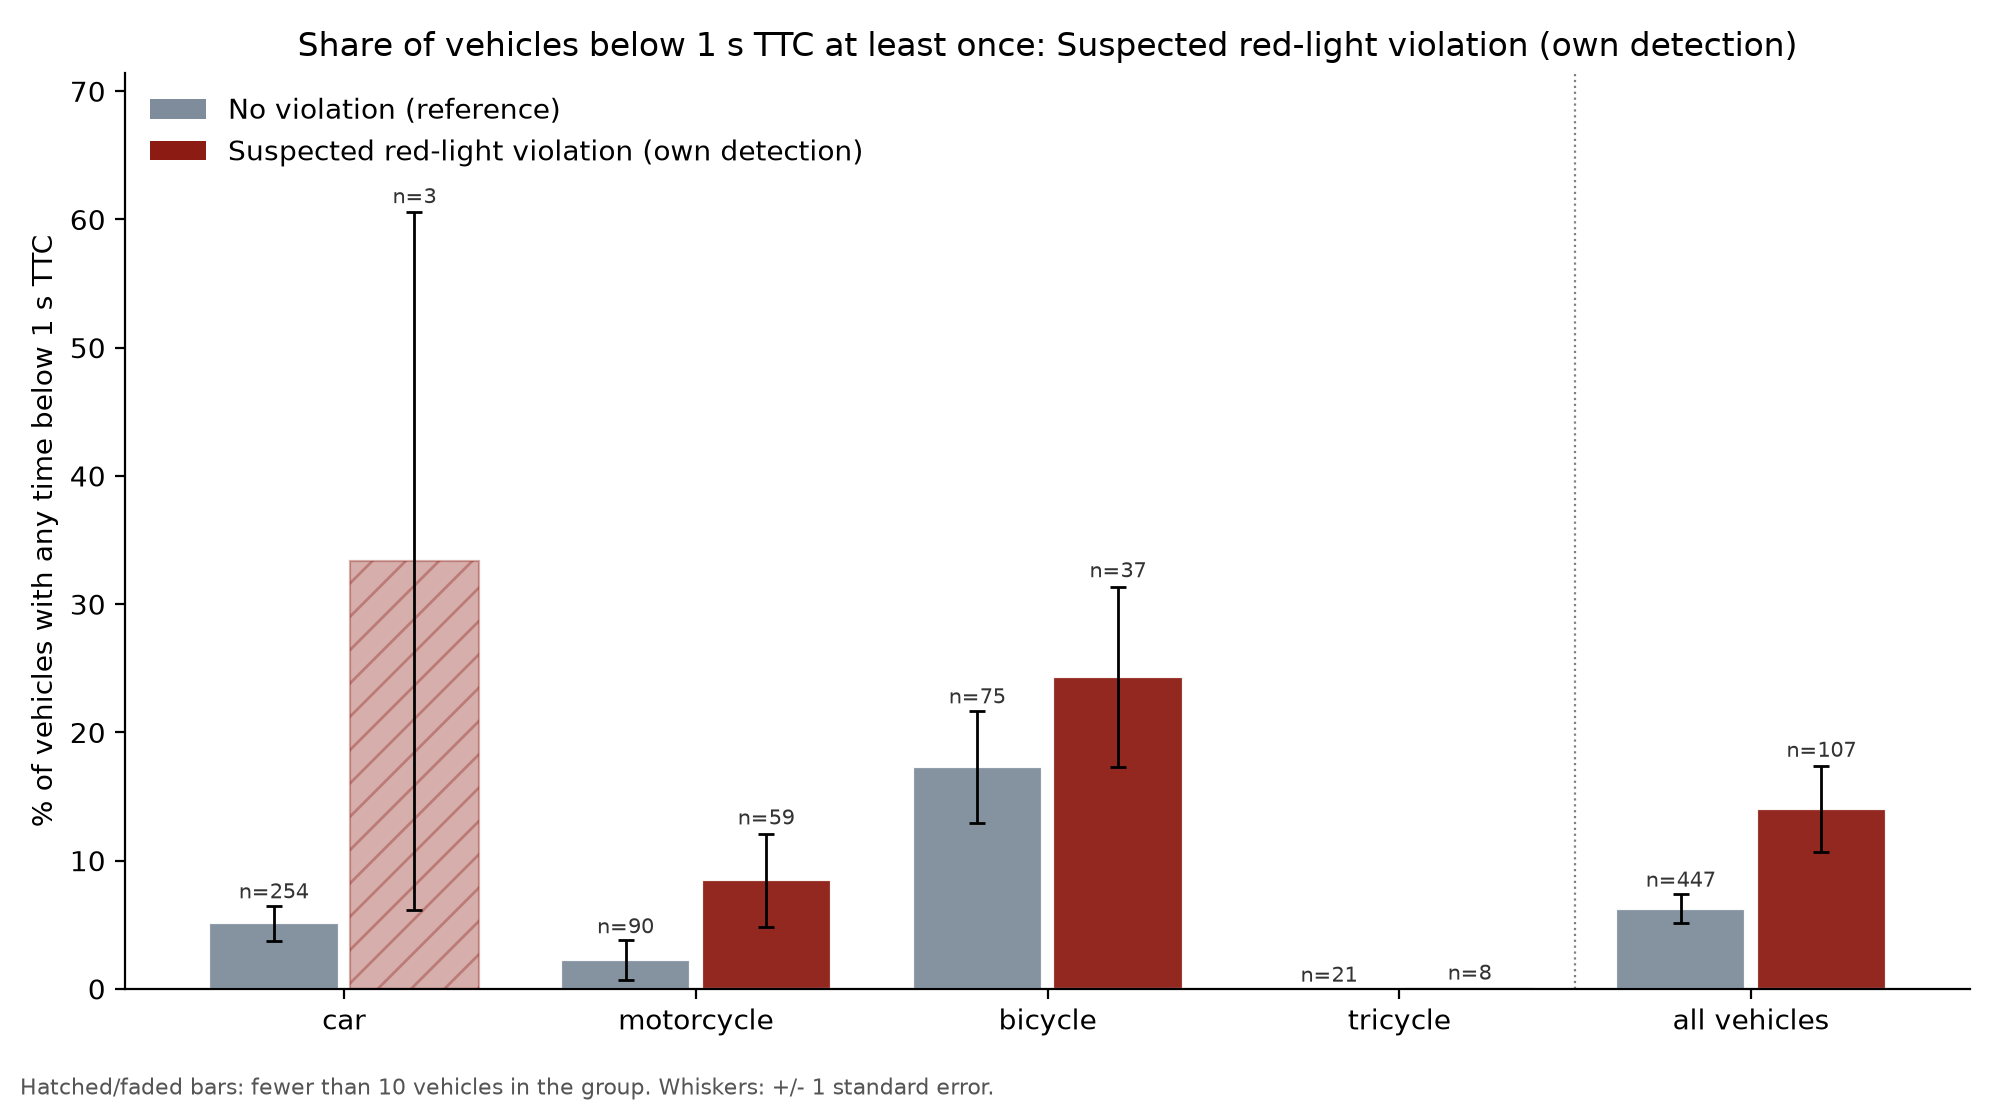 Share of vehicles below 1 s TTC at least once: Suspected red-light violation (own detection)
No violation (reference)
Suspected red-light violation (own detection)
% of vehicles with any time below 1 s TTC
70
60
50
40
30
20
10
0
n=254
n=3
n=90
n=59
n=75
n=37
n=21
n=8
n=447
n=107
car
motorcycle
bicycle
tricycle
all vehicles
Hatched/faded bars: fewer than 10 vehicles in the group. Whiskers: +/- 1 standard error.